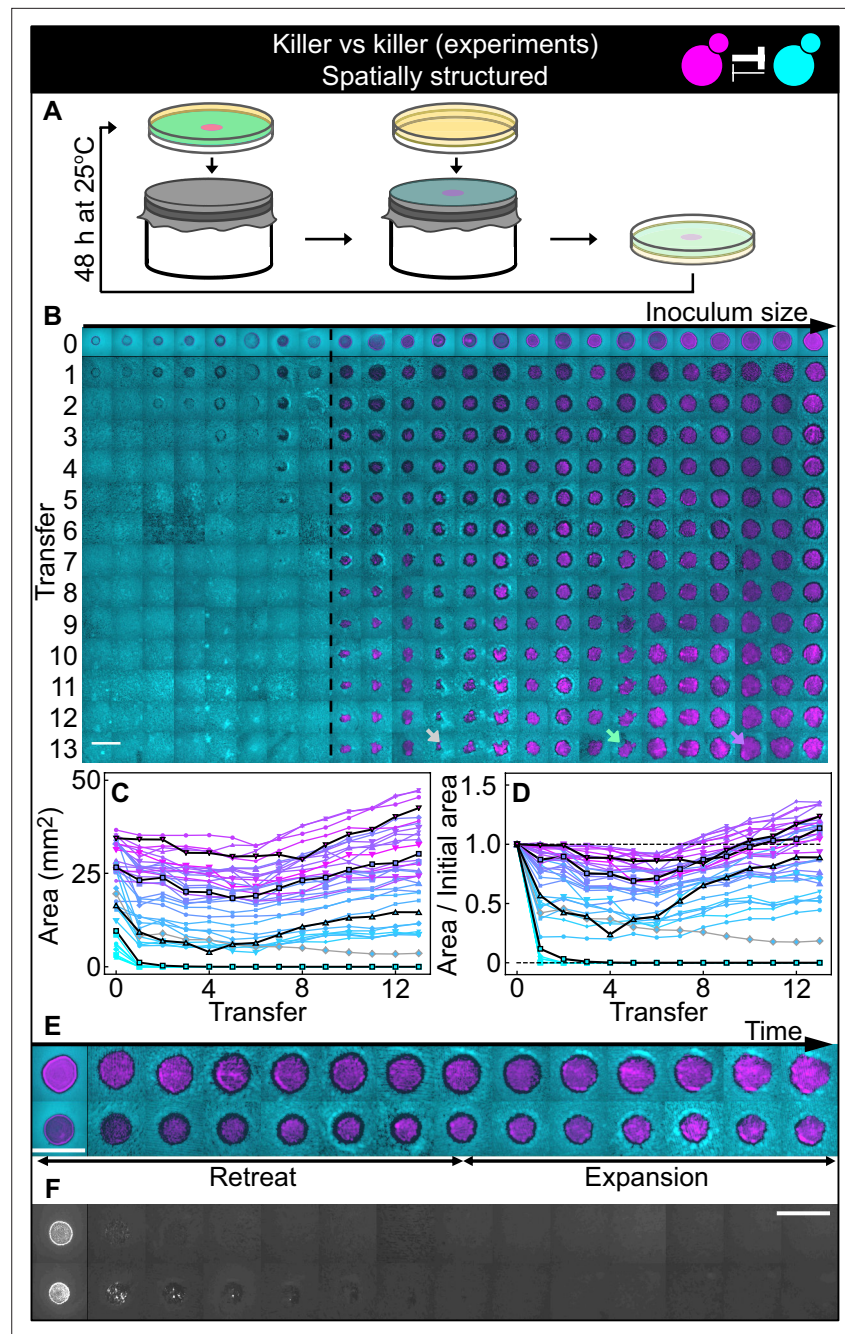 Killer vs killer (experiments)
Spatially structured
A
48 h at 25°C
B
Inoculum size
Transfer
0
1
2
3
4
5
6
7
8
9
10
11
12
13
C
Area (mm²)
50
25
0
0 4 8 12
Transfer
D
Area / Initial area
1.5
1.0
0.5
0
0 4 8 12
Transfer
E
Time
Retreat Expansion
F